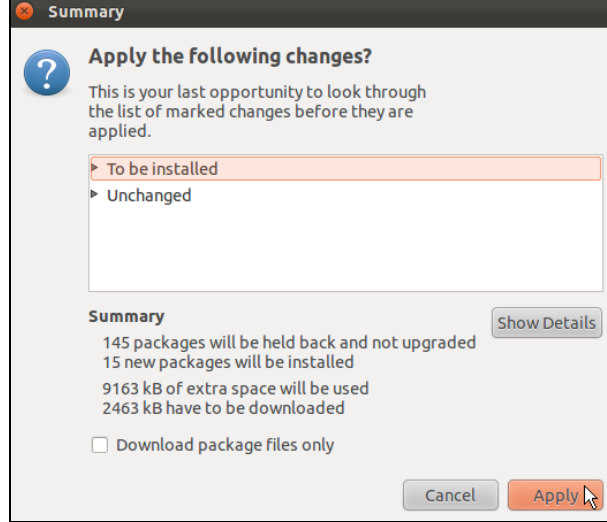 Summary
Apply the following changes?
This is your last opportunity to look through
the list of marked changes before they are
applied.
To be installed
Unchanged
Summary
Show Details
145 packages will be held back and not upgraded
15 new packages will be installed
9163 kB of extra space will be used
2463 kB have to be downloaded
Download package files only
Cancel
Apply